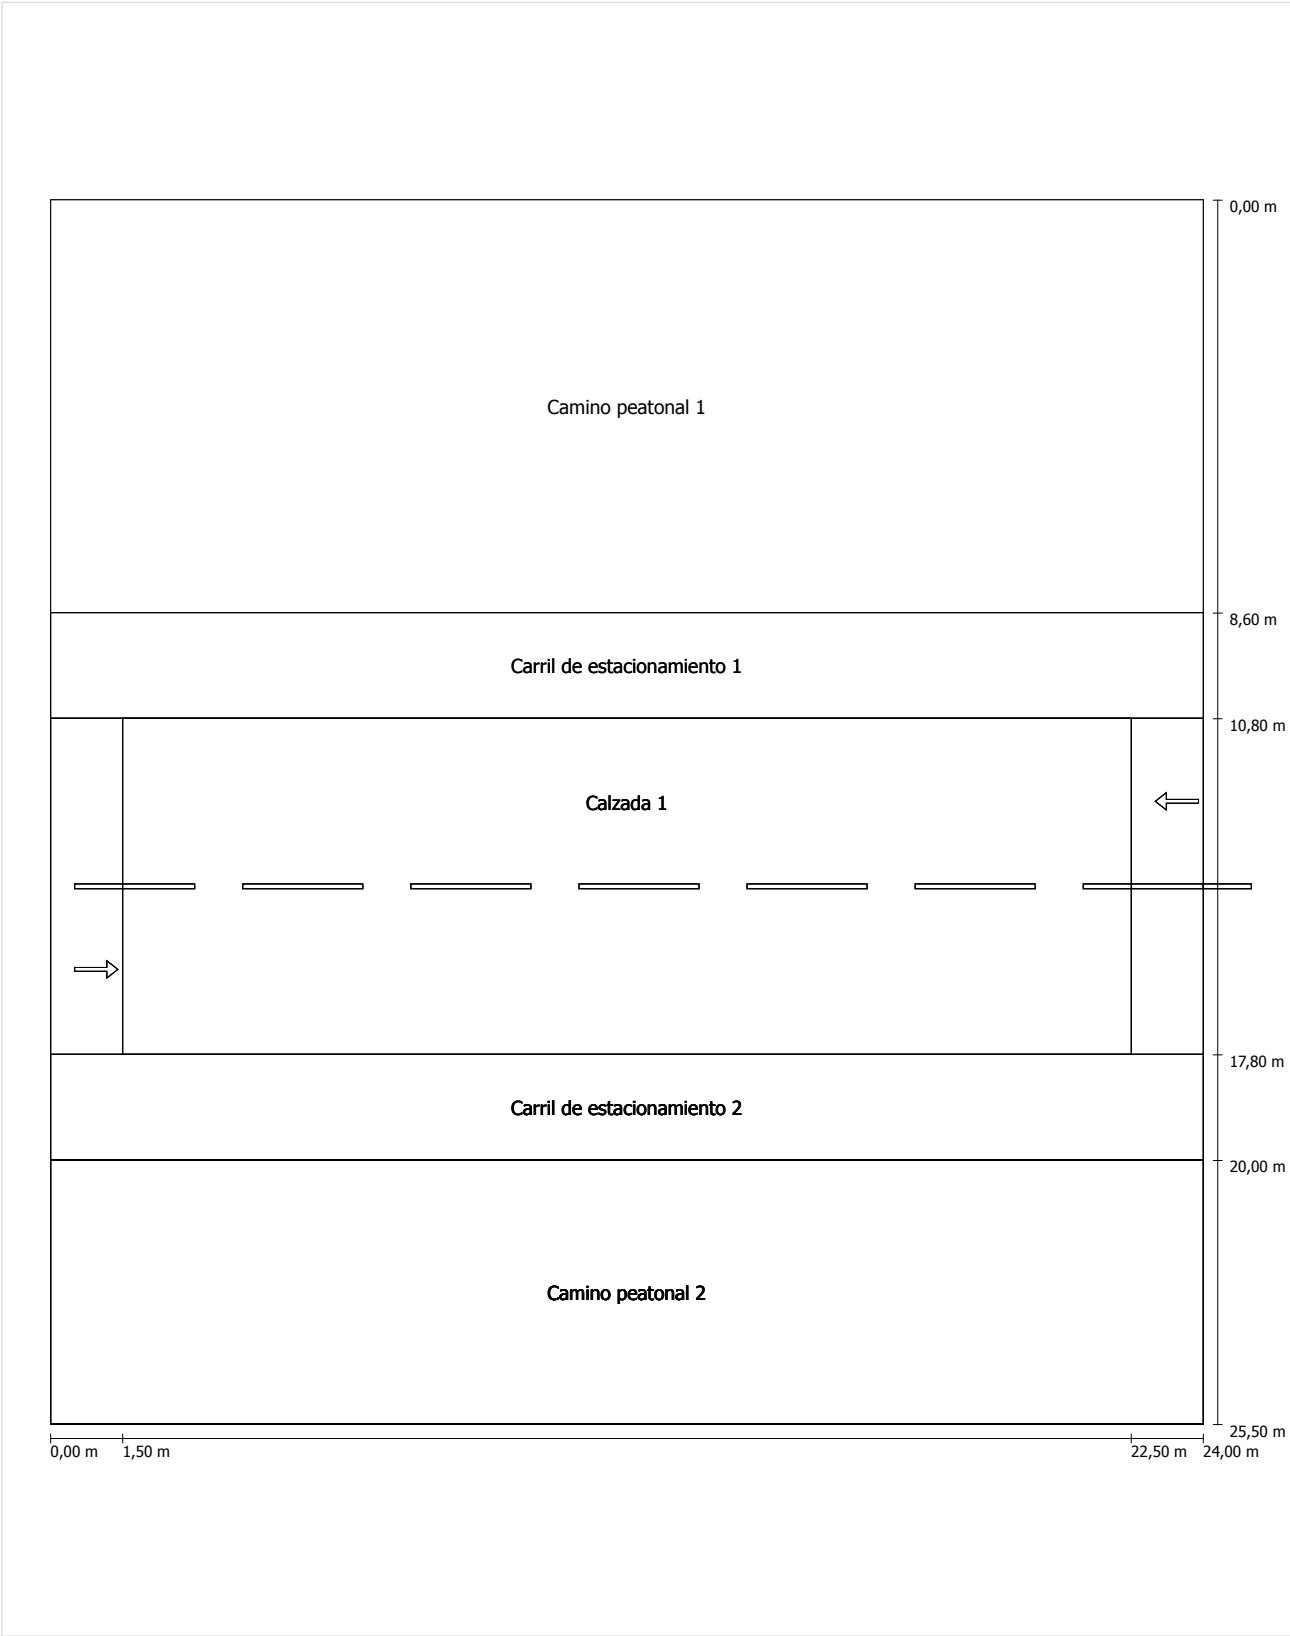 0,00 m
Camino peatonal 1
8,60 m
Carril de estacionamiento 1
10,80 m
Calzada 1
17,80 m
Carril de estacionamiento 2
20,00 m
Camino peatonal 2
25,50 m
0,00 m 1,50 m 22,50 m 24,00 m